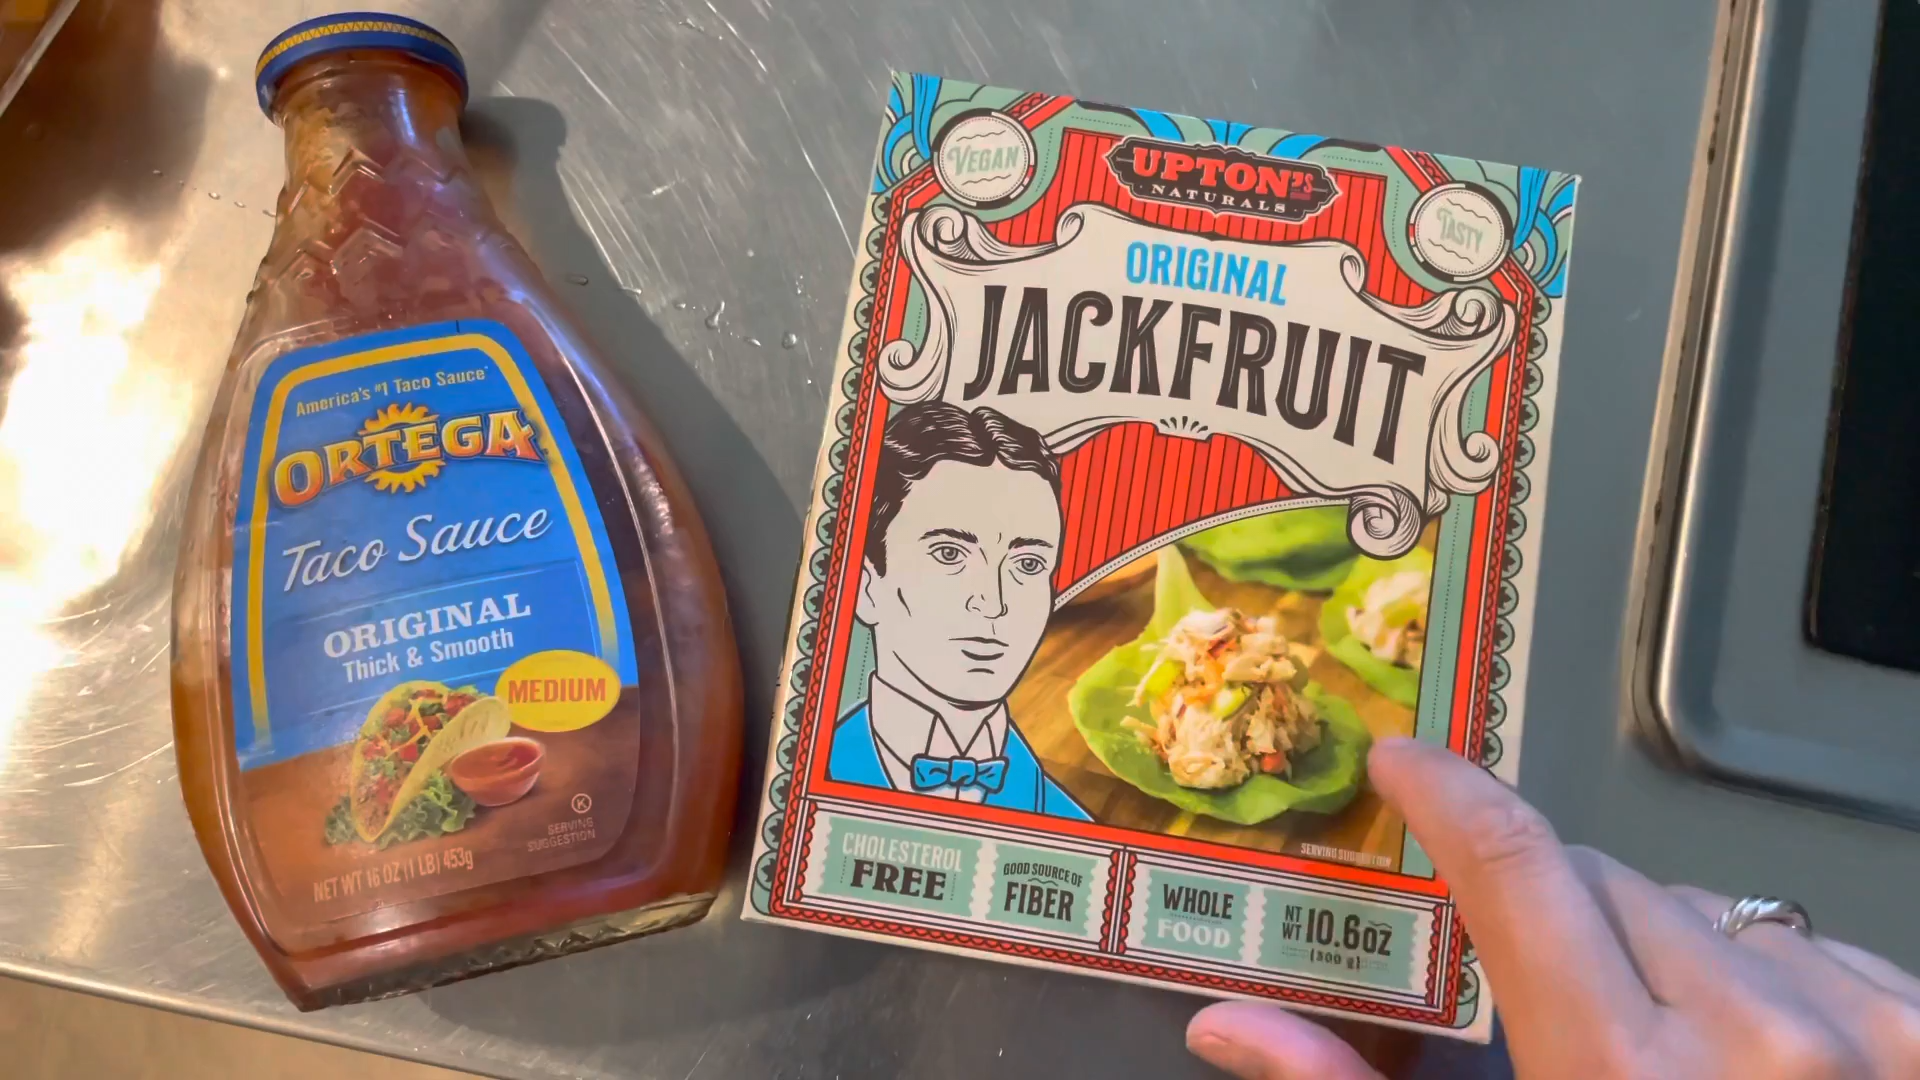 America's #1 Taco Sauce
ORTEGA
Taco Sauce
ORIGINAL
Thick & Smooth
MEDIUM
K
SERVING
SUGGESTION
NET WT 16 OZ (1 LB) 453g
VEGAN
UPTON'S
NATURALS
TASTY
ORIGINAL
JACKFRUIT
SERVING SUGGESTION
CHOLESTEROL
FREE
GOOD SOURCE OF
FIBER
WHOLE
FOOD
NT
WT 10.6oz
(300 g)